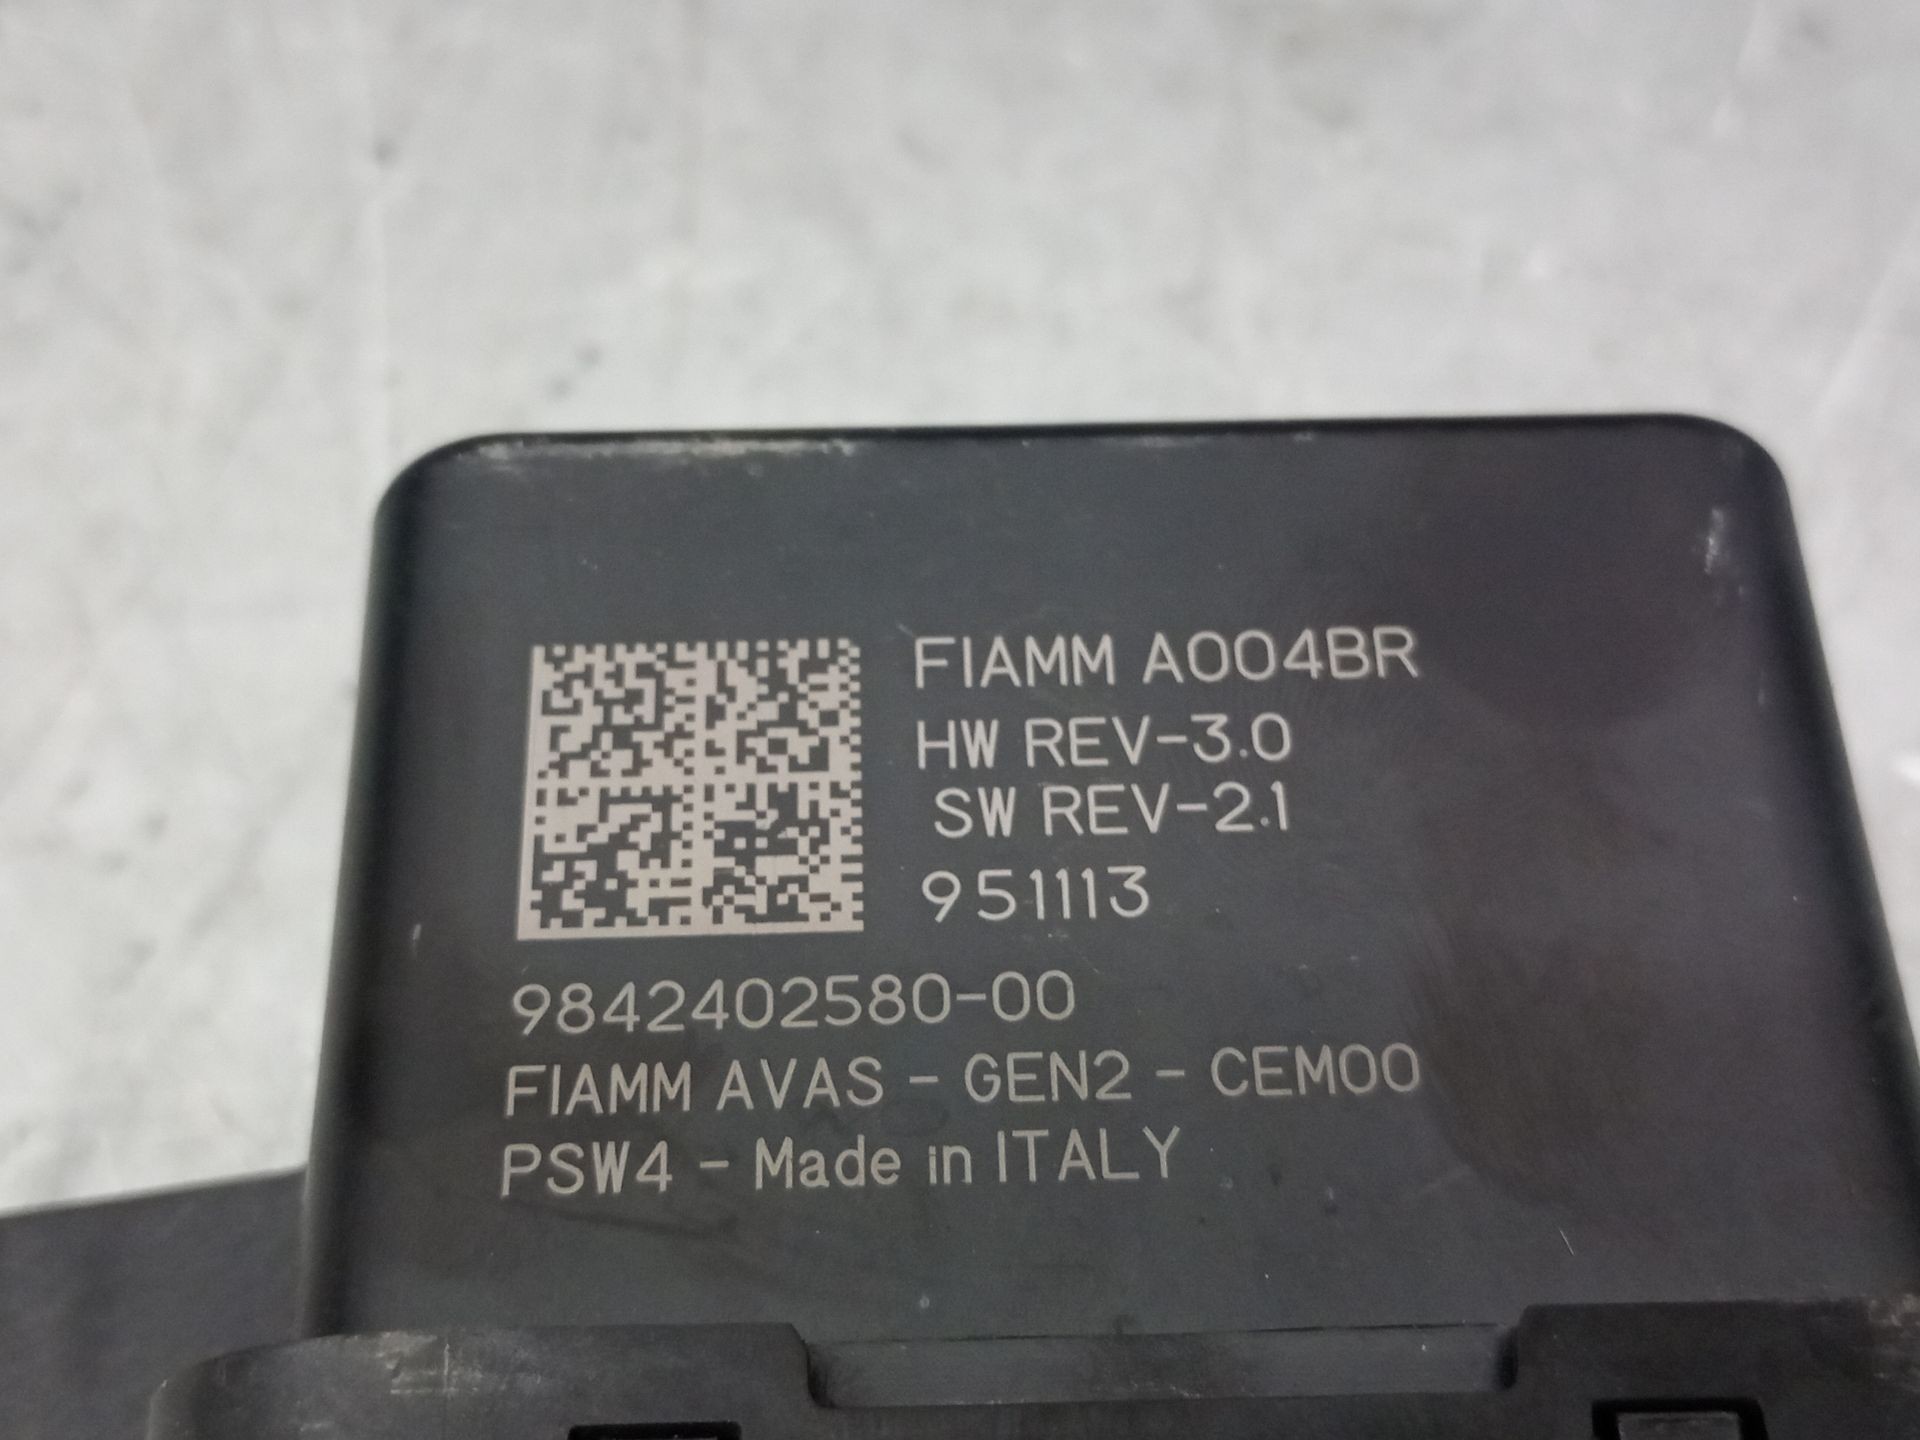 FIAMM A004BR
HW REV-3.0
SW REV-2.1
951113
9842402580-00
FIAMM AVAS - GEN2 - CEM00
PSW4 - Made in ITALY